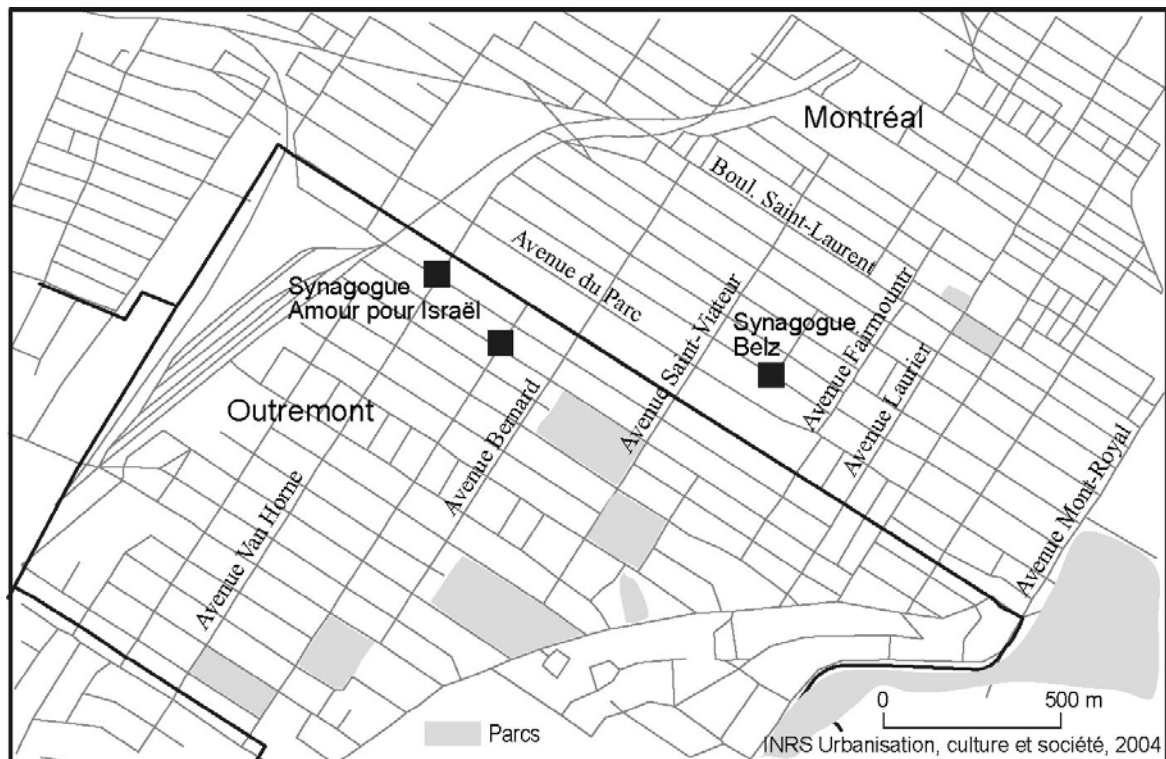 Montréal
Boul. Saint-Laurent
Avenue du Parc
Synagogue
Amour pour Israël
Avenue Saint-Viateur
Synagogue
Belz
Avenue Fairmountr
Avenue Laurier
Outremont
Avenue Bernard
Avenue Van Horne
Avenue Mont-Royal
0 500 m
Parcs
INRS Urbanisation, culture et société, 2004